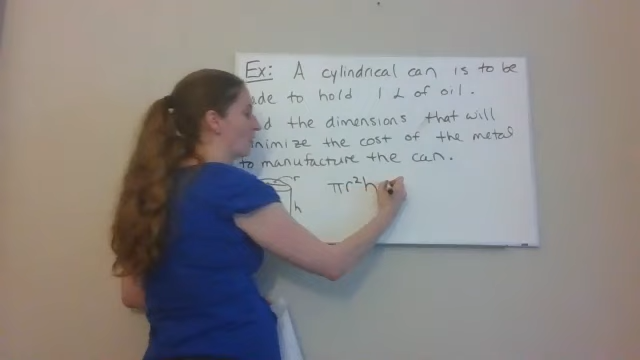 Ex: A cylindrical can is to be
ade to hold 1 L of oil.
d the dimensions that will
nimize the cost of the metal
to manufacture the can.
r
πr²h
h